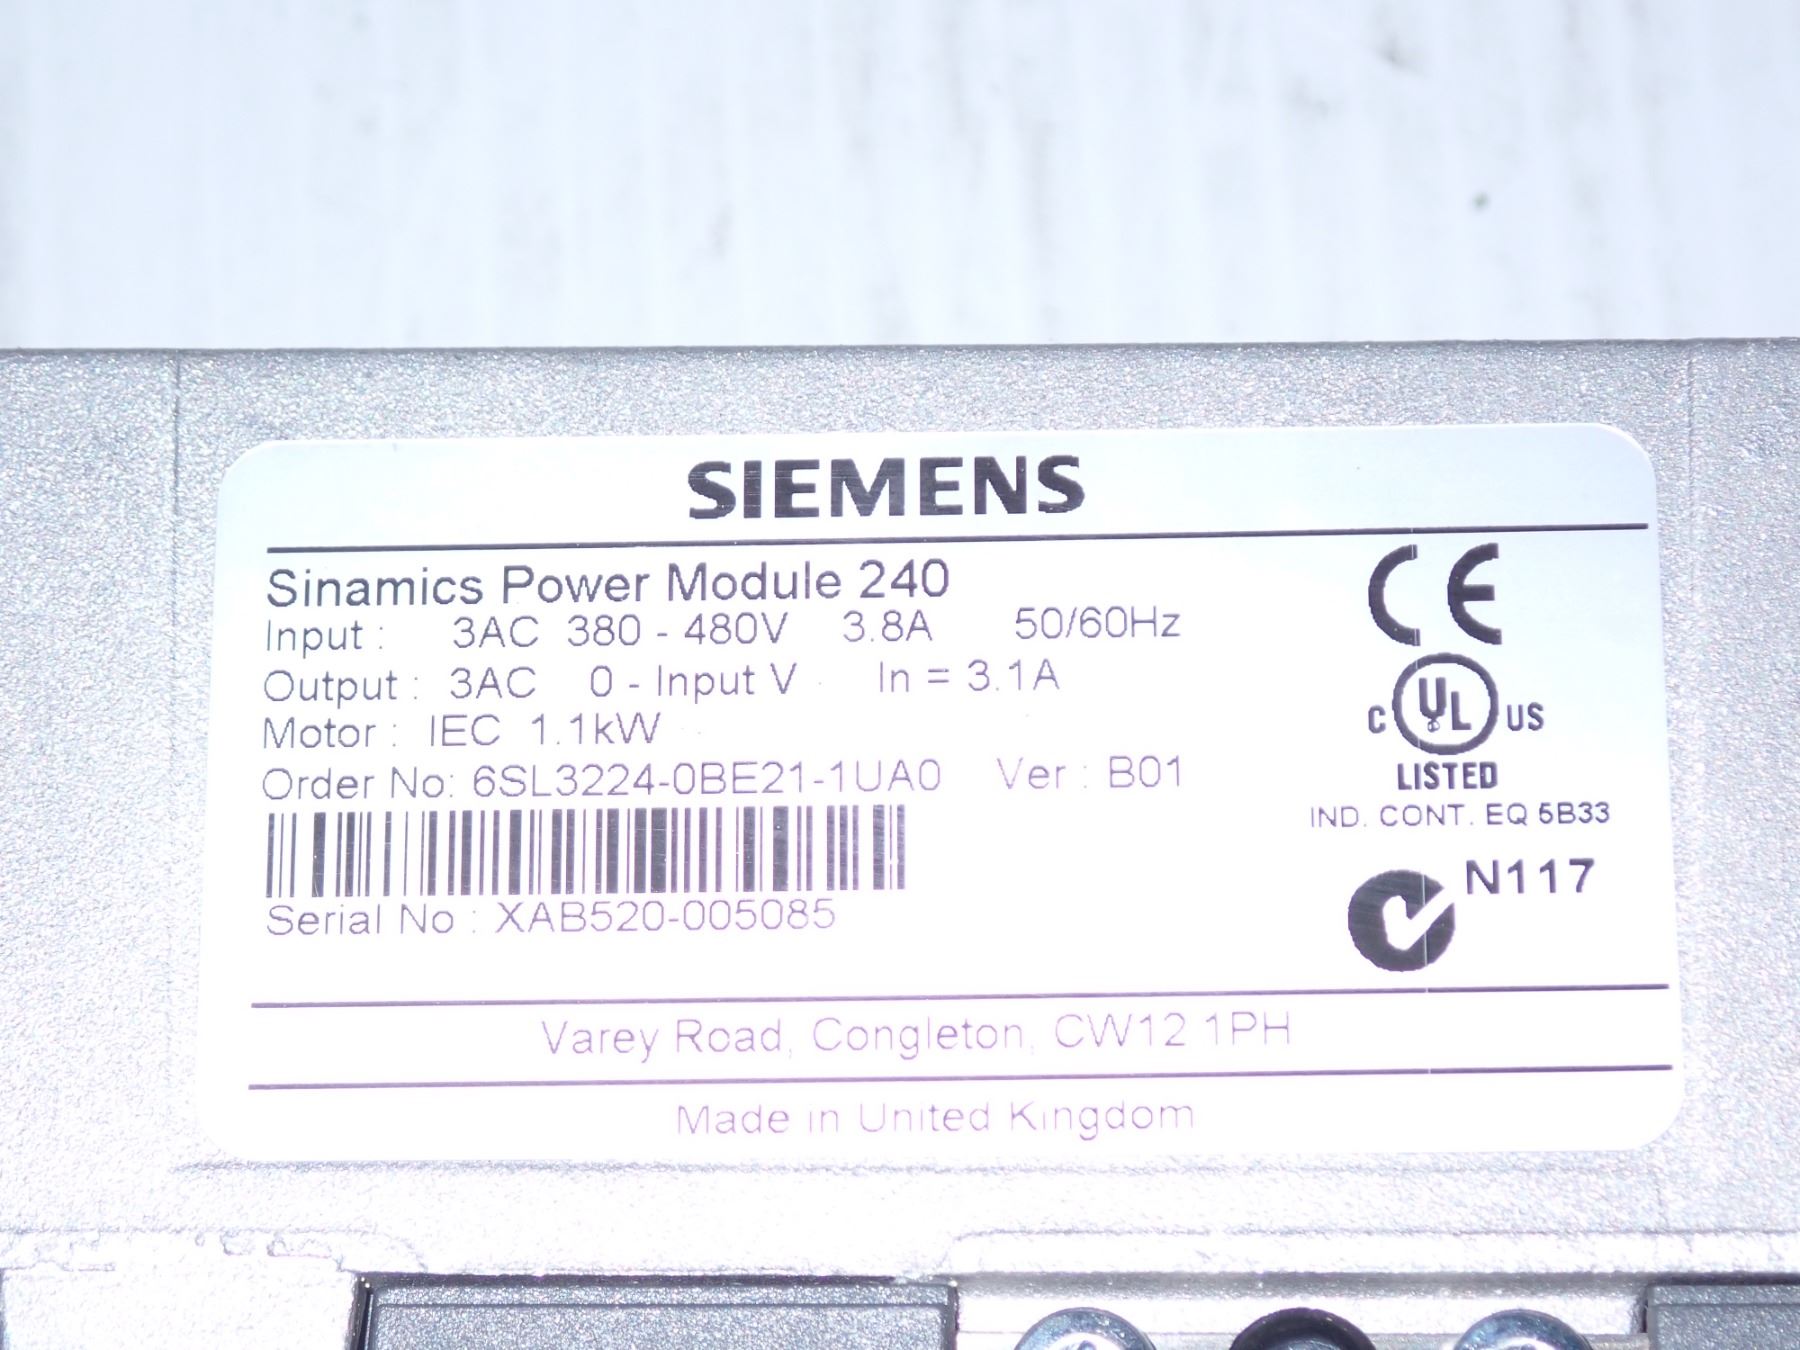 SIEMENS
Sinamics Power Module 240
Input : 3AC 380 - 480V 3.8A 50/60Hz
Output : 3AC 0 - Input V In = 3.1A
Motor : IEC 1.1kW
Order No: 6SL3224-0BE21-1UA0 Ver : B01
Serial No : XAB520-005085
CE
C UL US
LISTED
IND. CONT. EQ 5B33
N117
Varey Road, Congleton, CW12 1PH
Made in United Kingdom